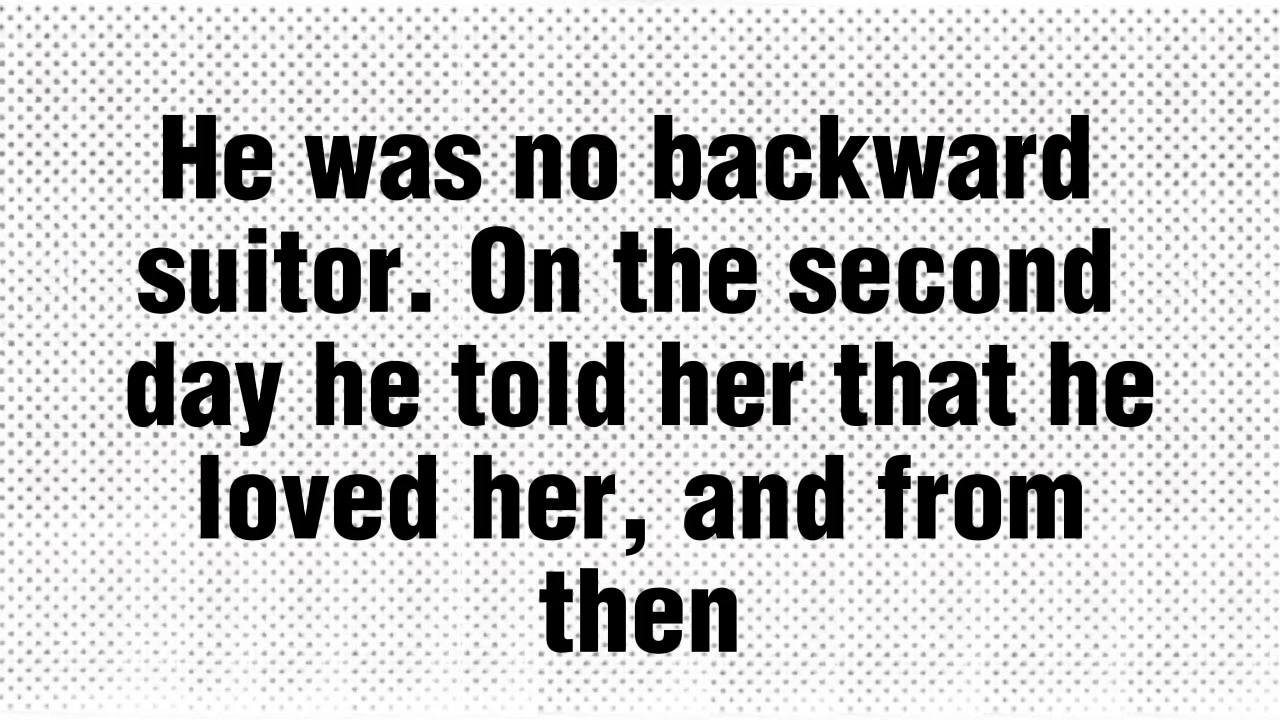 He was no backward
suitor. On the second
day he told her that he
loved her, and from
then